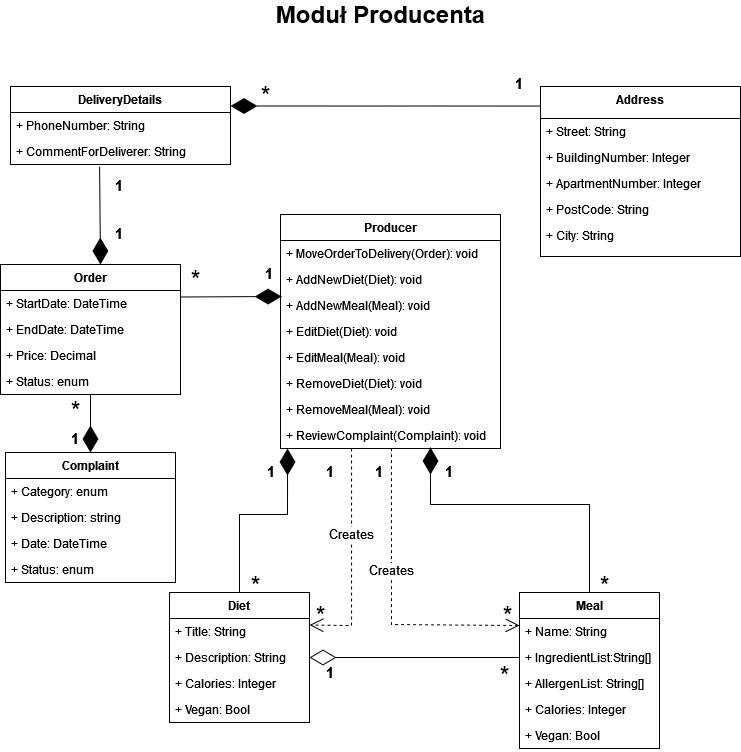 Moduł Producenta
DeliveryDetails
+ PhoneNumber: String
+ CommentForDeliverer: String
*
1
Address
+ Street: String
+ BuildingNumber: Integer
+ ApartmentNumber: Integer
+ PostCode: String
+ City: String
1
1
Order
+ StartDate: DateTime
+ EndDate: DateTime
+ Price: Decimal
+ Status: enum
*
1
Producer
+ MoveOrderToDelivery(Order): void
+ AddNewDiet(Diet): void
+ AddNewMeal(Meal): void
+ EditDiet(Diet): void
+ EditMeal(Meal): void
+ RemoveDiet(Diet): void
+ RemoveMeal(Meal): void
+ ReviewComplaint(Complaint): void
*
1
Complaint
+ Category: enum
+ Description: string
+ Date: DateTime
+ Status: enum
1
1
1
1
Creates
Creates
*
*
*
*
Diet
+ Title: String
+ Description: String
+ Calories: Integer
+ Vegan: Bool
1
*
Meal
+ Name: String
+ IngredientList:String[]
+ AllergenList: String[]
+ Calories: Integer
+ Vegan: Bool